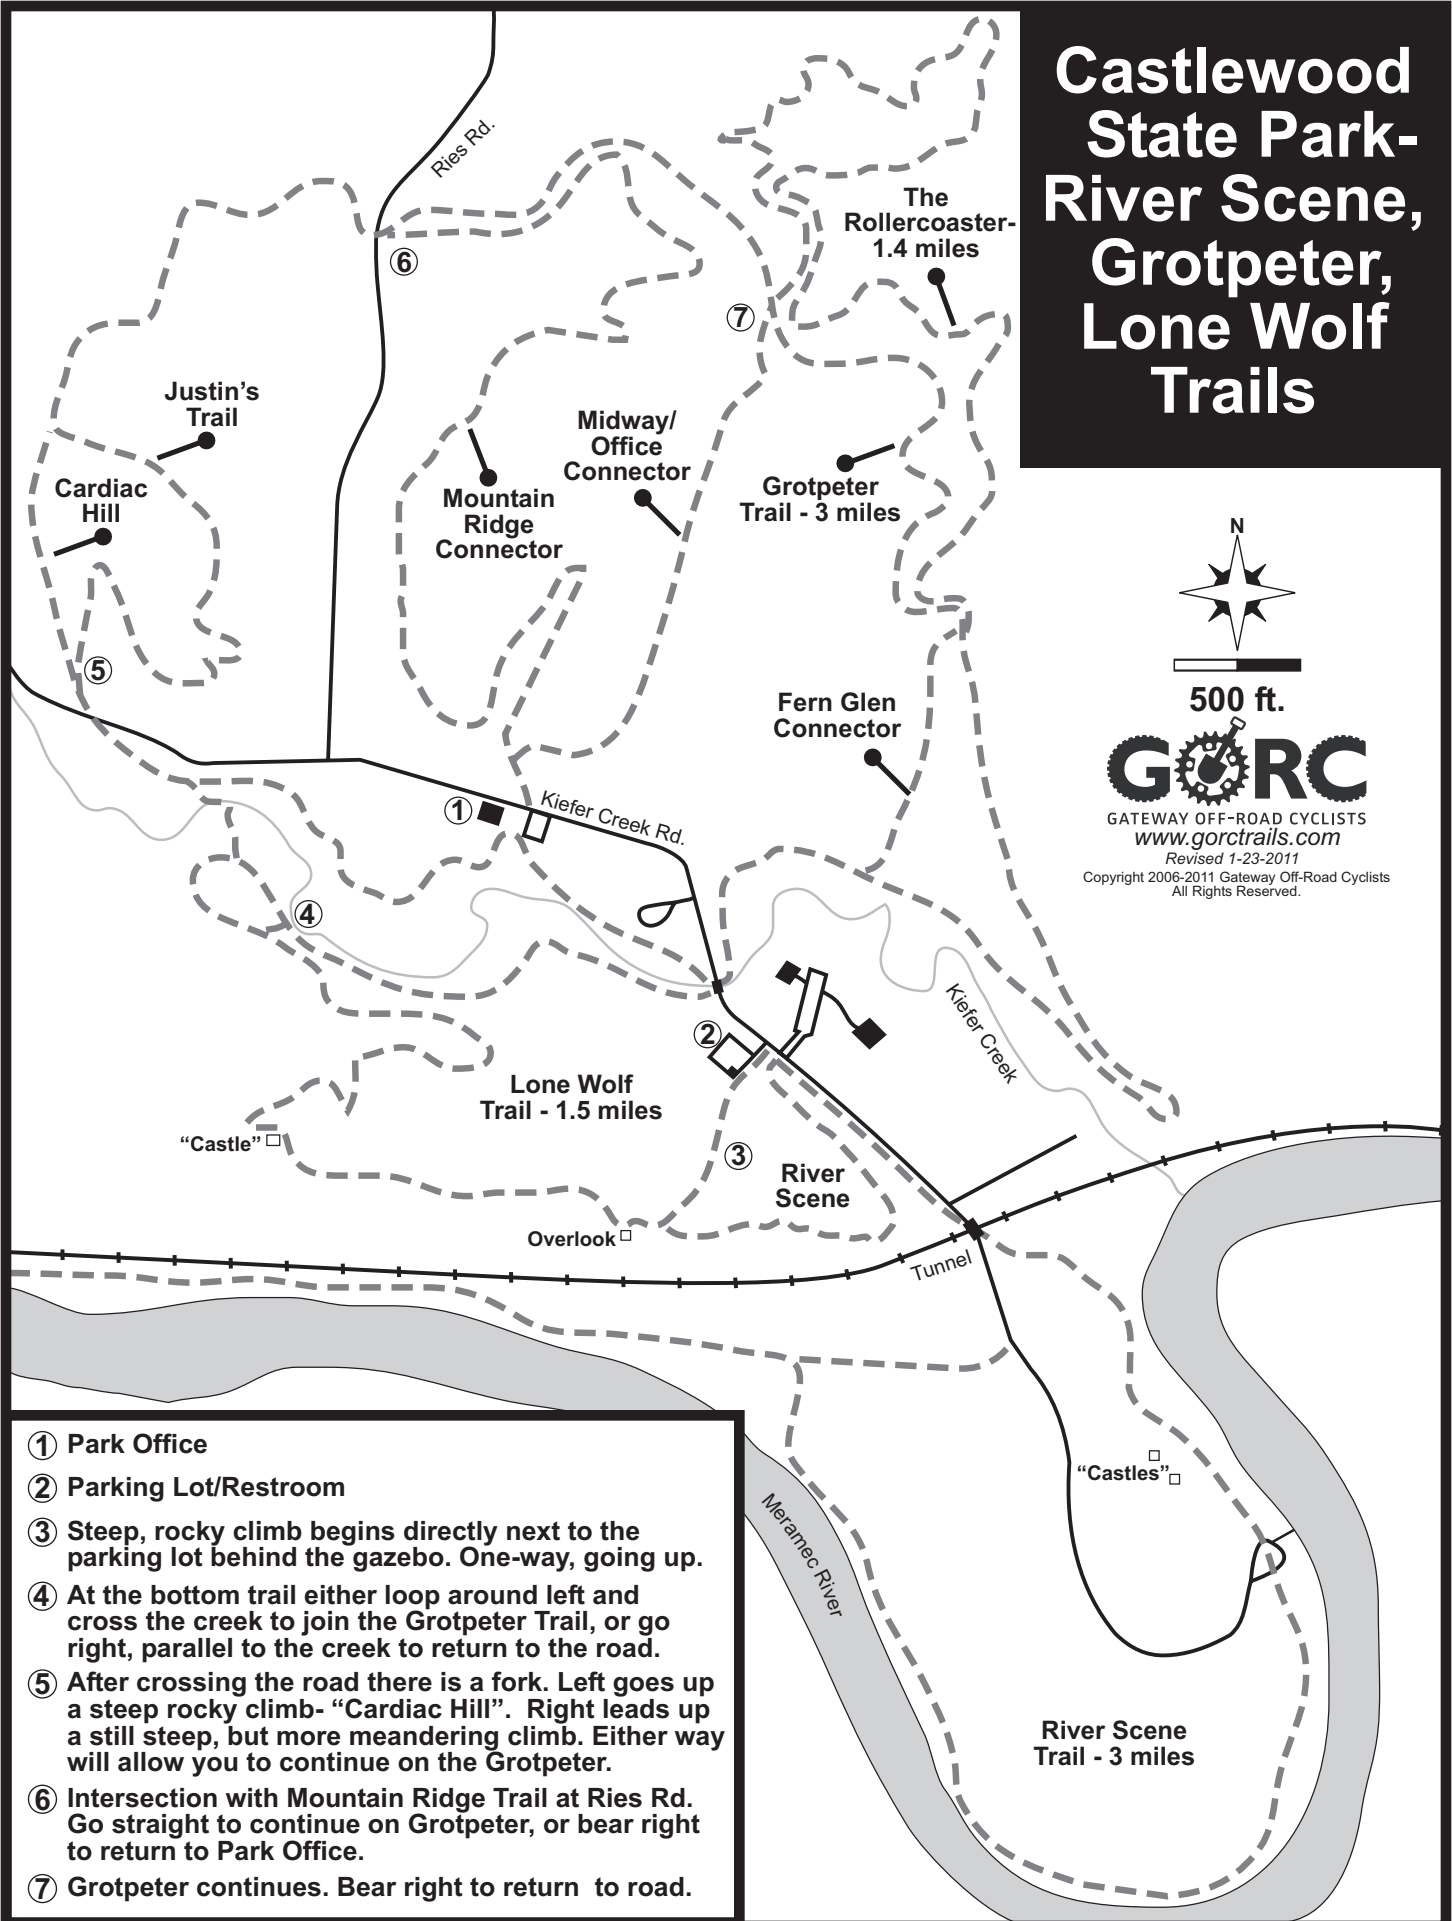 Castlewood
State Park-
River Scene,
Grotpeter,
Lone Wolf
Trails
Ries Rd.
The
Rollercoaster-
1.4 miles
6
7
Justin's
Trail
Midway/
Office
Connector
Cardiac
Hill
Mountain
Ridge
Connector
Grotpeter
Trail - 3 miles
N
500 ft.
GORC
GATEWAY OFF-ROAD CYCLISTS
www.gorctrails.com
Revised 1-23-2011
Copyright 2006-2011 Gateway Off-Road Cyclists
All Rights Reserved.
5
Fern Glen
Connector
1
Kiefer Creek Rd.
4
2
Kiefer Creek
Lone Wolf
Trail - 1.5 miles
“Castle”
3
River
Scene
Overlook
Tunnel
“Castles”
Meramec River
River Scene
Trail - 3 miles
1 Park Office
2 Parking Lot/Restroom
3 Steep, rocky climb begins directly next to the
parking lot behind the gazebo. One-way, going up.
4 At the bottom trail either loop around left and
cross the creek to join the Grotpeter Trail, or go
right, parallel to the creek to return to the road.
5 After crossing the road there is a fork. Left goes up
a steep rocky climb- “Cardiac Hill”. Right leads up
a still steep, but more meandering climb. Either way
will allow you to continue on the Grotpeter.
6 Intersection with Mountain Ridge Trail at Ries Rd.
Go straight to continue on Grotpeter, or bear right
to return to Park Office.
7 Grotpeter continues. Bear right to return to road.